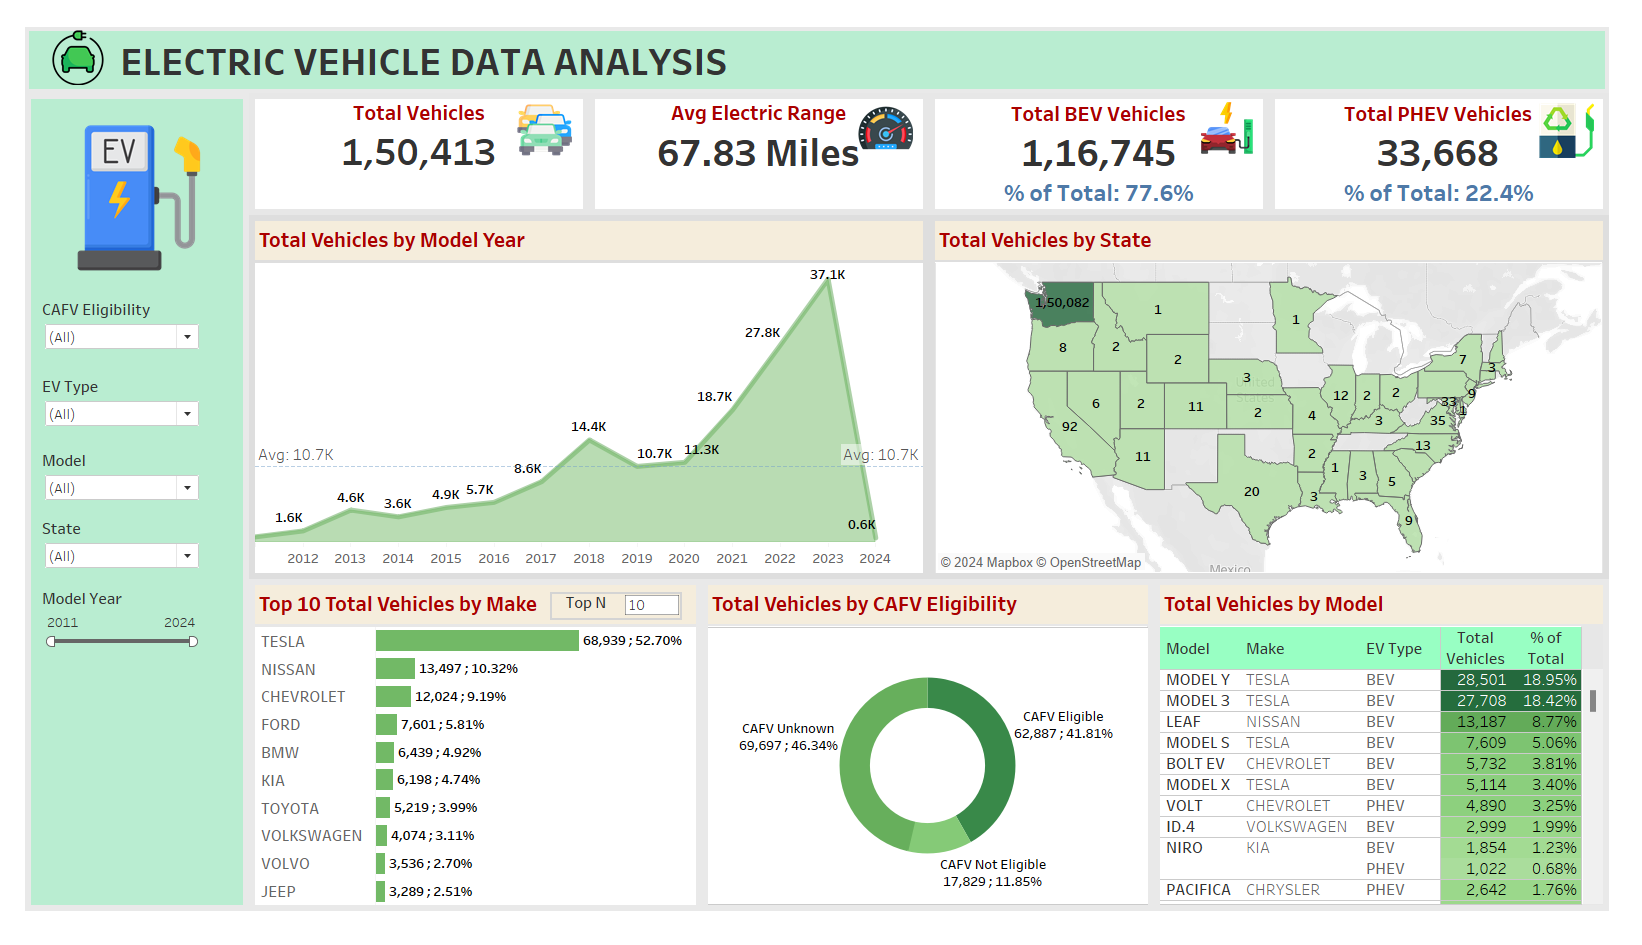 ELECTRIC VEHICLE DATA ANALYSIS
EV
CAFV Eligibility
(All)
EV Type
(All)
Model
(All)
State
(All)
Model Year
2011 2024
Total Vehicles
1,50,413
Avg Electric Range
67.83 Miles
Total BEV Vehicles
1,16,745
% of Total: 77.6%
Total PHEV Vehicles
33,668
% of Total: 22.4%
Total Vehicles by Model Year
37.1K
27.8K
18.7K
14.4K
11.3K
10.7K
8.6K
Avg: 10.7K Avg: 10.7K
4.6K 3.6K 4.9K 5.7K
1.6K 0.6K
2012 2013 2014 2015 2016 2017 2018 2019 2020 2021 2022 2023 2024
Total Vehicles by State
1,50,082 1 1
8 2 2 7
3 3
United
States
6 2 11 2 12 2 2 9
33 1
92 4 3 35
11 2 13
1 3 5
20 3
9
© 2024 Mapbox © OpenStreetMap
Mexico
Top 10 Total Vehicles by Make
Top N 10
TESLA 68,939 ; 52.70%
NISSAN 13,497 ; 10.32%
CHEVROLET 12,024 ; 9.19%
FORD 7,601 ; 5.81%
BMW 6,439 ; 4.92%
KIA 6,198 ; 4.74%
TOYOTA 5,219 ; 3.99%
VOLKSWAGEN 4,074 ; 3.11%
VOLVO 3,536 ; 2.70%
JEEP 3,289 ; 2.51%
Total Vehicles by CAFV Eligibility
CAFV Eligible
62,887 ; 41.81%
CAFV Unknown
69,697 ; 46.34%
CAFV Not Eligible
17,829 ; 11.85%
Total Vehicles by Model
Model Make EV Type Total Vehicles % of Total
MODEL Y TESLA BEV 28,501 18.95%
MODEL 3 TESLA BEV 27,708 18.42%
LEAF NISSAN BEV 13,187 8.77%
MODEL S TESLA BEV 7,609 5.06%
BOLT EV CHEVROLET BEV 5,732 3.81%
MODEL X TESLA BEV 5,114 3.40%
VOLT CHEVROLET PHEV 4,890 3.25%
ID.4 VOLKSWAGEN BEV 2,999 1.99%
NIRO KIA BEV 1,854 1.23%
PHEV 1,022 0.68%
PACIFICA CHRYSLER PHEV 2,642 1.76%